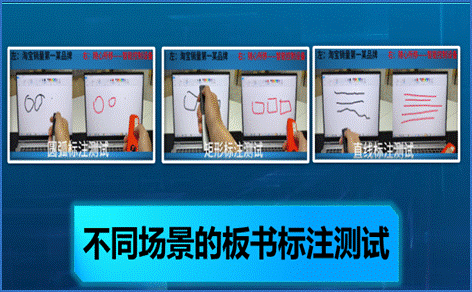 左：淘宝销量第一某品牌
左：淘宝销量第一某品牌
左：淘宝销量第一某品牌
圆弧标注测试
矩形标注测试
直线标注测试
不同场景的板书标注测试